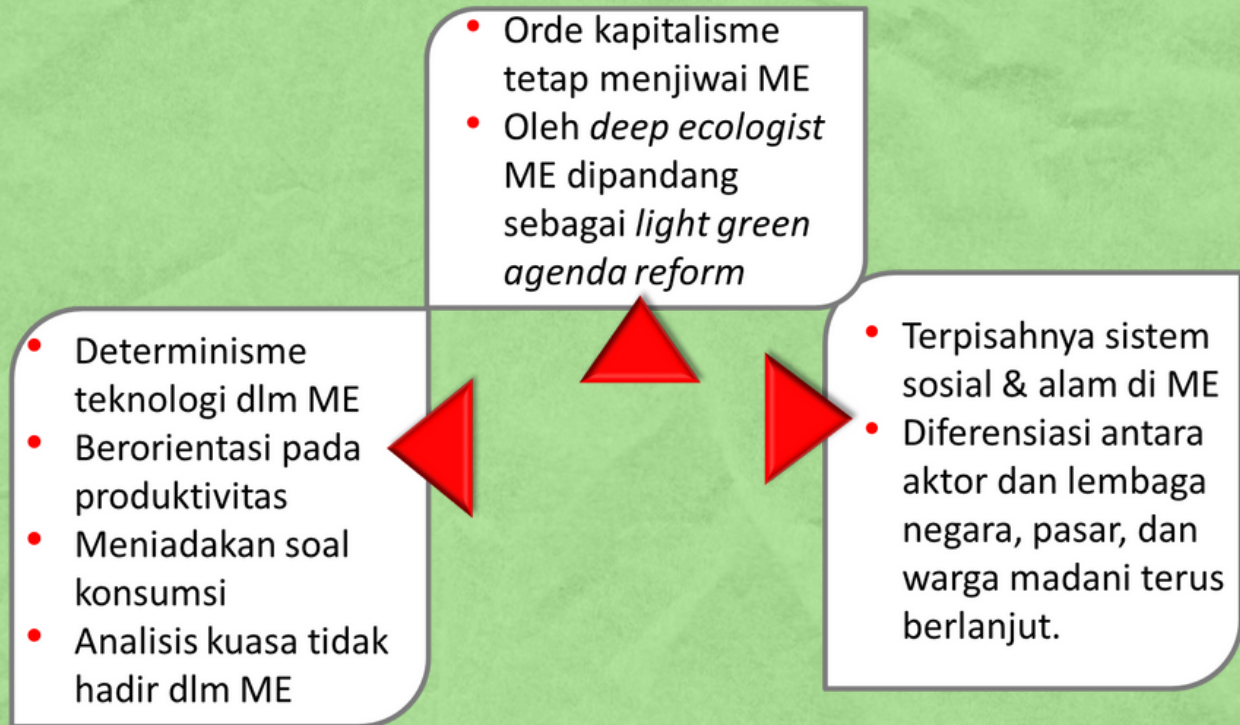 • Orde kapitalisme
tetap menjiwai ME
• Oleh deep ecologist
ME dipandang
sebagai light green
agenda reform
• Determinisme
teknologi dlm ME
• Berorientasi pada
produktivitas
• Meniadakan soal
konsumsi
• Analisis kuasa tidak
hadir dlm ME
• Terpisahnya sistem
sosial & alam di ME
• Diferensiasi antara
aktor dan lembaga
negara, pasar, dan
warga madani terus
berlanjut.